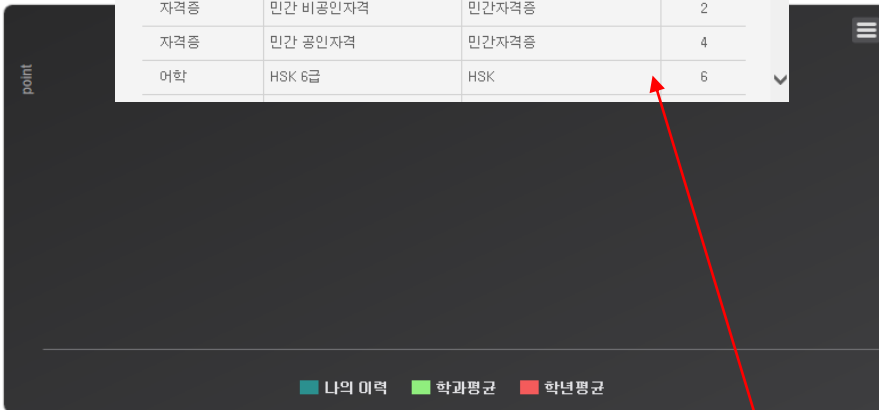 자격증 민간 비공인자격 민간자격증 2
자격증 민간 공인자격 민간자격증 4
어학 HSK 6급 HSK 6
point
나의 이력 학과평균 학년평균